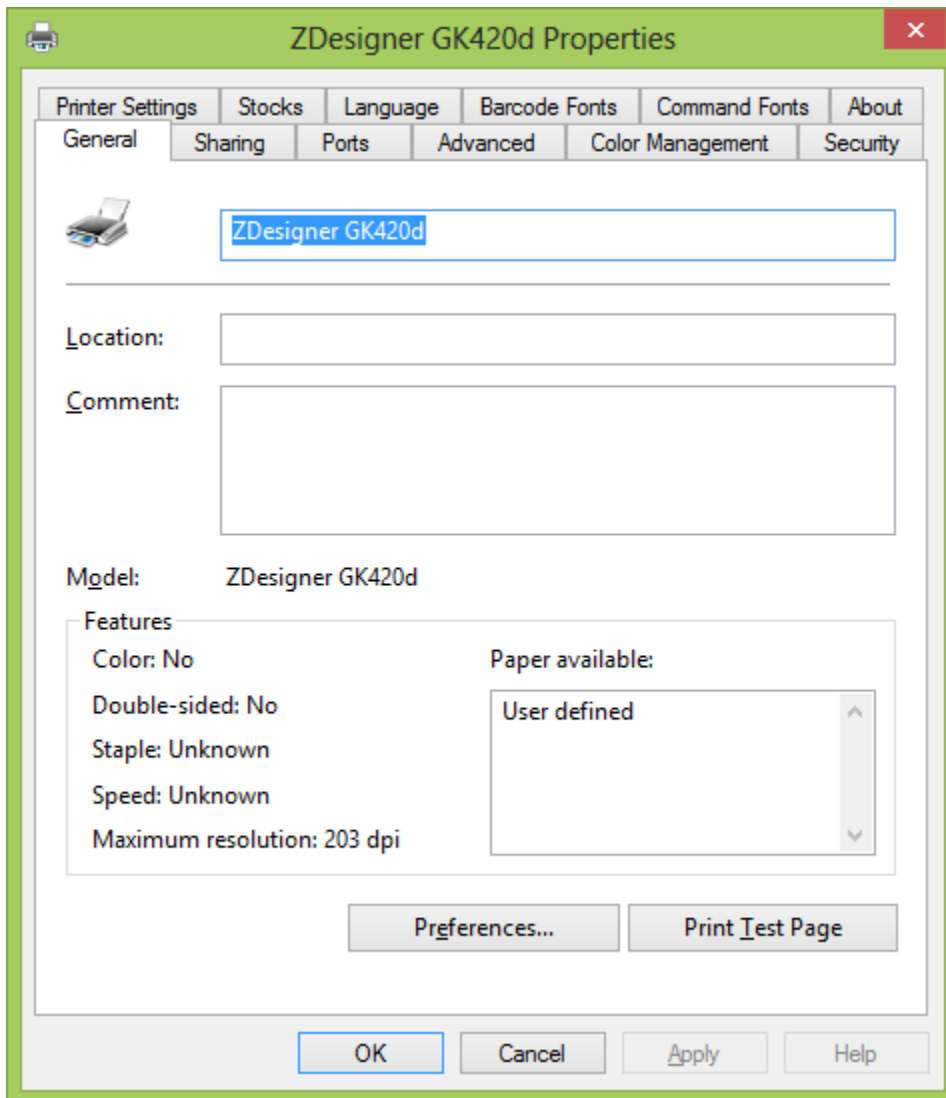 ZDesigner GK420d Properties
Printer Settings Stocks Language Barcode Fonts Command Fonts About
General Sharing Ports Advanced Color Management Security
ZDesigner GK420d
Location:
Comment:
Model: ZDesigner GK420d
Features
Color: No Paper available:
Double-sided: No User defined
Staple: Unknown
Speed: Unknown
Maximum resolution: 203 dpi
Preferences... Print Test Page
OK Cancel Apply Help